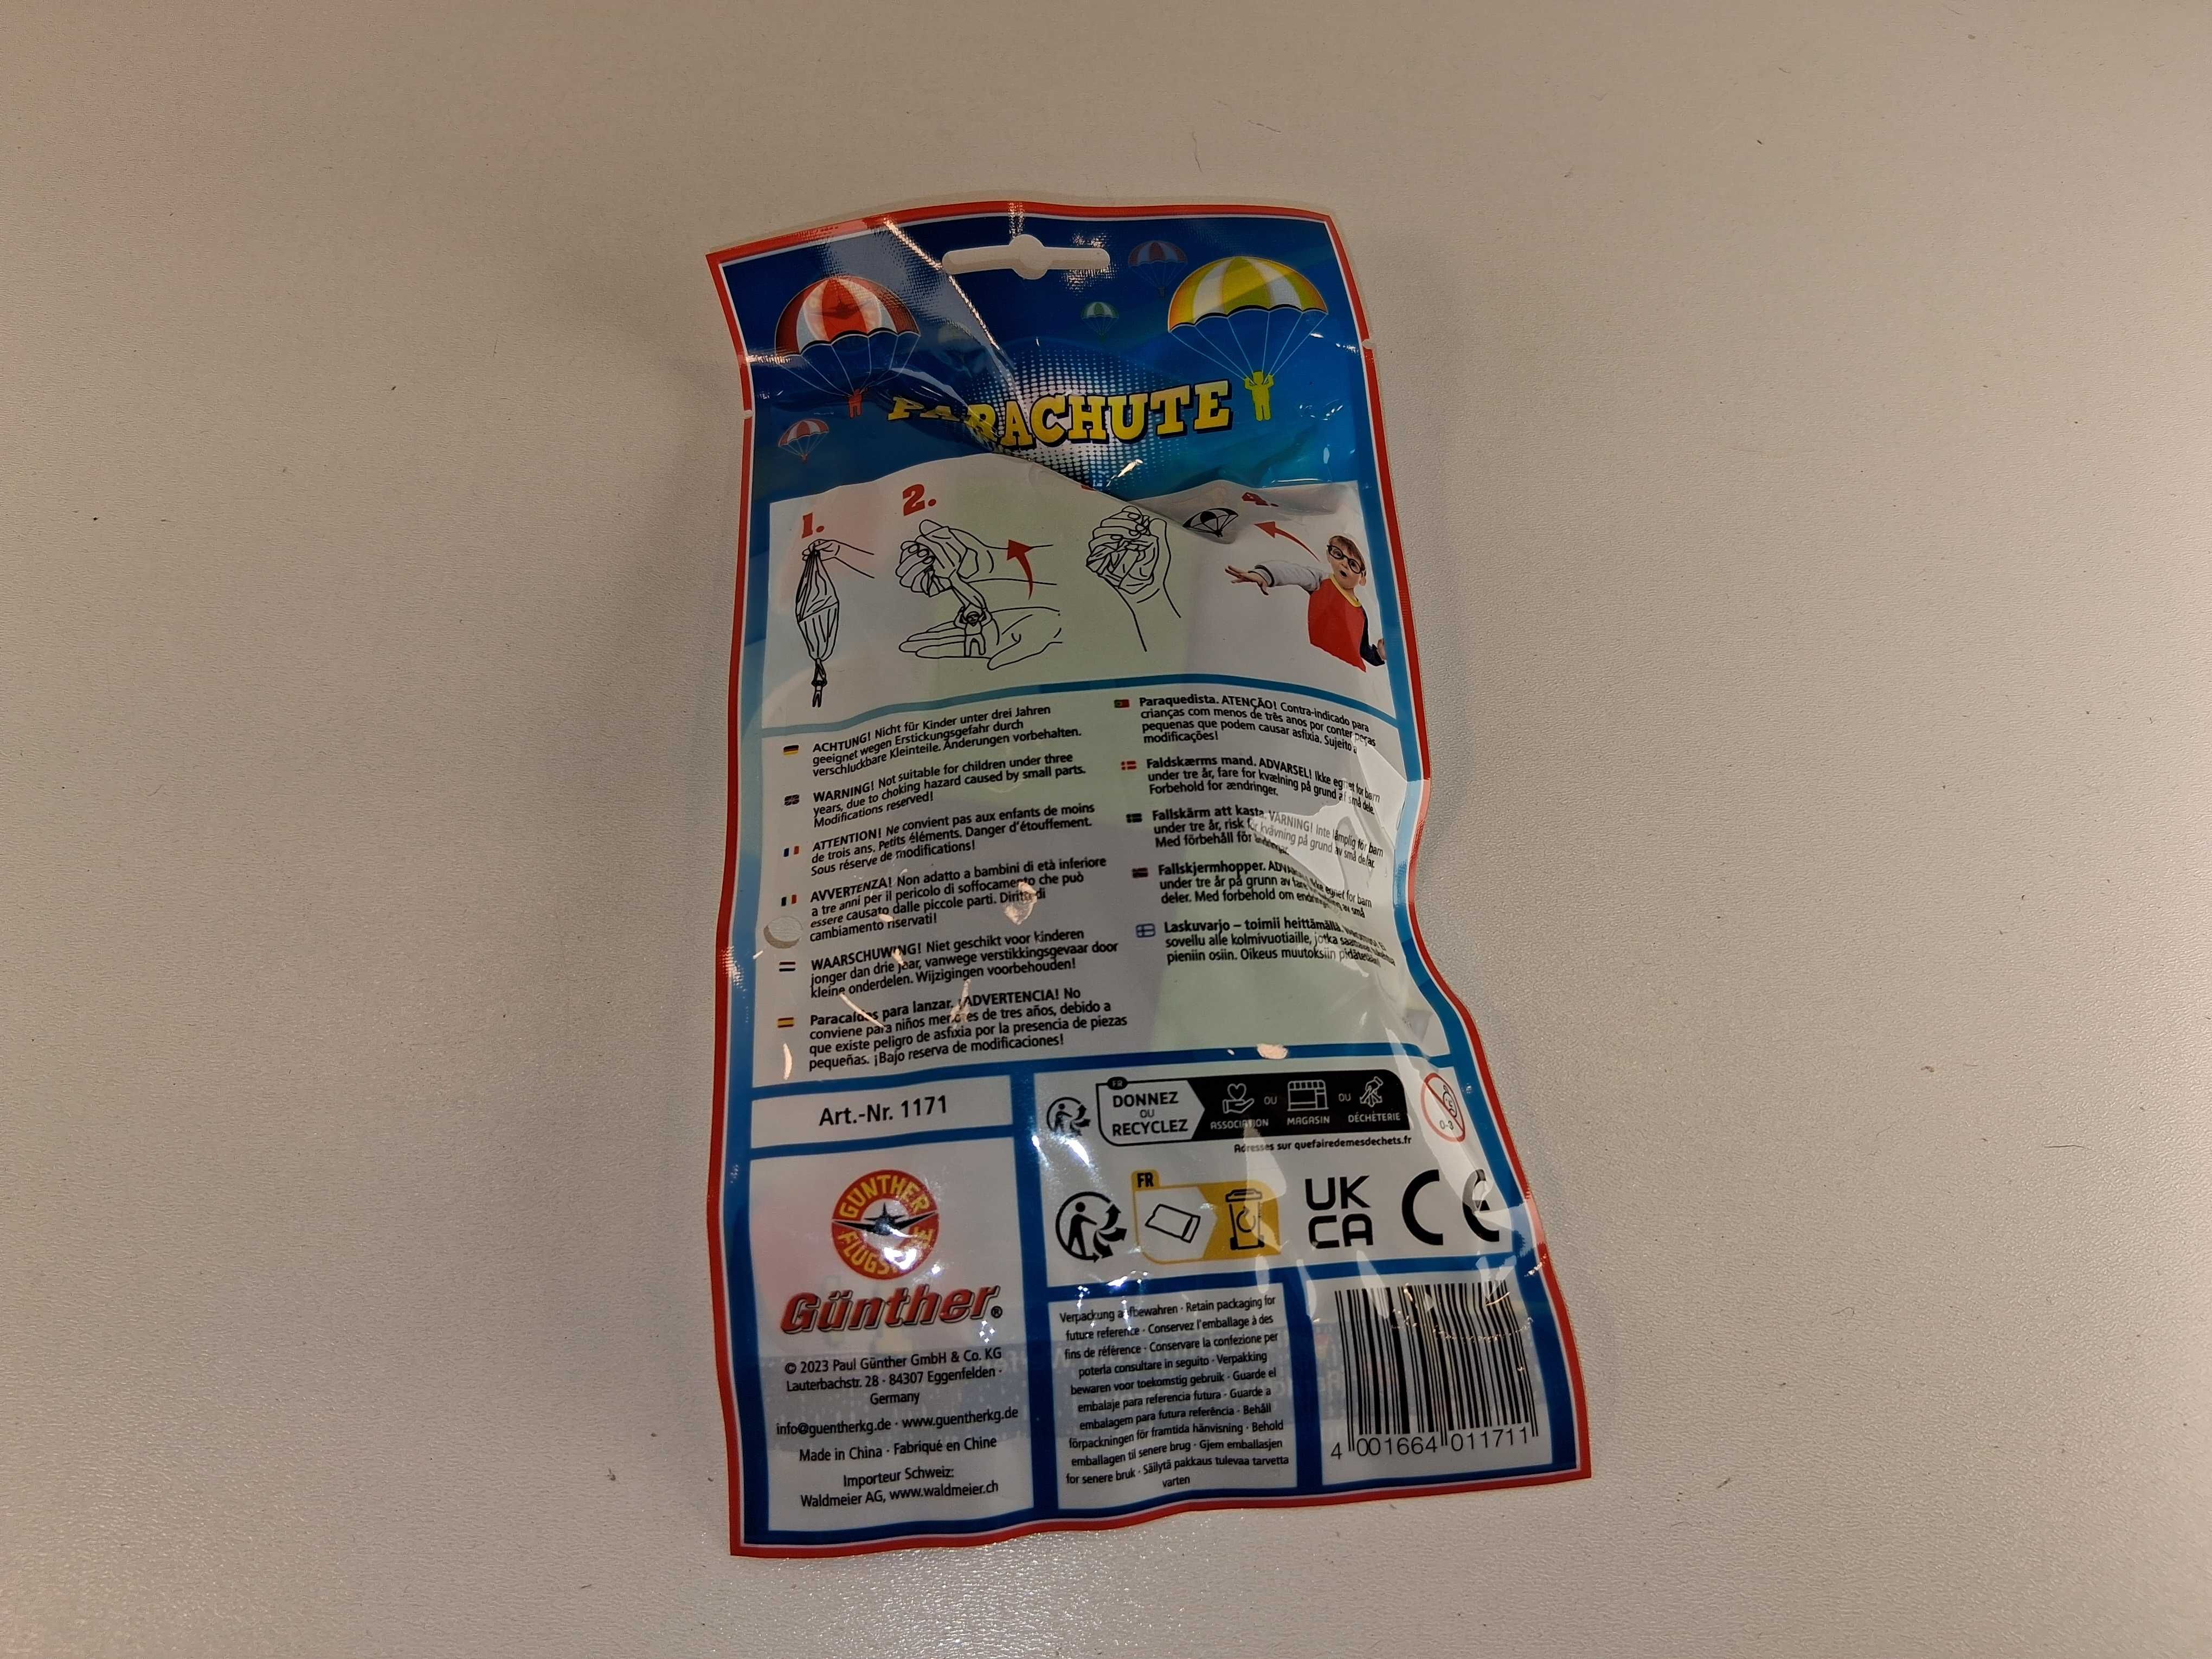 PARACHUTE
1.
2.
4.
ACHTUNG! Nicht für Kinder unter drei Jahren
geeignet wegen Erstickungsgefahr durch
verschluckbare Kleinteile. Änderungen vorbehalten.
WARNING! Not suitable for children under three
years, due to choking hazard caused by small parts.
Modifications reserved!
ATTENTION! Ne convient pas aux enfants de moins
de trois ans. Petits éléments. Danger d'étouffement.
Sous réserve de modifications!
AVVERTENZA! Non adatto a bambini di età inferiore
a tre anni per il pericolo di soffocamento che può
essere causato dalle piccole parti. Diritto di
cambiamento riservati!
WAARSCHUWING! Niet geschikt voor kinderen
jonger dan drie jaar, vanwege verstikkingsgevaar door
kleine onderdelen. Wijzigingen voorbehouden!
Paracaídas para lanzar. ¡ADVERTENCIA! No
conviene para niños menores de tres años, debido a
que existe peligro de asfixia por la presencia de piezas
pequeñas. ¡Bajo reserva de modificaciones!
Paraquedista. ATENÇÃO! Contra-indicado para
crianças com menos de três anos por conter peças
pequenas que podem causar asfixia. Sujeito a
modificações!
Faldskærms mand. ADVARSEL! Ikke egnet for børn
under tre år, fare for kvælning på grund af små dele.
Forbehold for ændringer.
Fallskärm att kasta. VARNING! Inte lämplig för barn
under tre år, risk för kvävning på grund av små delar.
Med förbehåll för
Fallskjermhopper. Ikke egnet for barn
under tre år på grunn av fare av små
deler. Med forbehold om
Laskuvarjo – toimii heittämällä.
sovellu alle kolmivuotiaille, jotka saattavat
pieniin osiin. Oikeus muutoksiin
Art.-Nr. 1171
FR
DONNEZ
OU
RECYCLEZ
ASSOCIATION
OU
MAGASIN
OU
DÉCHÈTERIE
Adresses sur quefairedemesdechets.fr
0-3
FR
UK
CA
CE
GÜNTHER
Günther®
© 2023 Paul Günther GmbH & Co. KG
Lauterbachstr. 28 · 84307 Eggenfelden ·
Germany
info@guentherkg.de · www.guentherkg.de
Made in China · Fabriqué en Chine
Importeur Schweiz:
Waldmeier AG, www.waldmeier.ch
Verpackung aufbewahren · Retain packaging for
future reference · Conservez l'emballage à des
fins de référence · Conservare la confezione per
poterla consultare in seguito · Verpakking
bewaren voor toekomstig gebruik · Guarde el
embalaje para referencia futura · Guarde a
embalagem para futura referência · Behåll
förpackningen för framtida hänvisning · Behold
emballagen til senere brug · Gjem emballasjen
for senere bruk · Säilytä pakkaus tulevaa tarvetta
varten
4 001664 011711